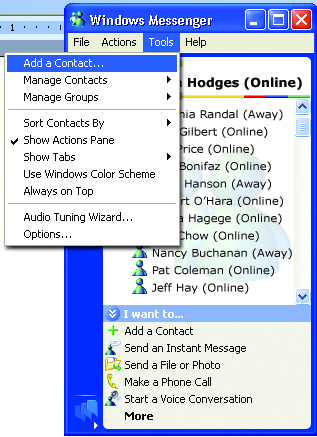 1
Windows Messenger
File Actions Tools Help
Add a Contact...
Manage Contacts
Manage Groups
Sort Contacts By
Show Actions Pane
Show Tabs
Use Windows Color Scheme
Always on Top
Audio Tuning Wizard...
Options...
Hodges (Online)
Randal (Away)
Gilbert (Online)
Price (Online)
Bonifaz (Online)
Hanson (Away)
O'Hara (Online)
Hagege (Online)
Chow (Online)
Nancy Buchanan (Away)
Pat Coleman (Online)
Jeff Hay (Online)
I want to...
Add a Contact
Send an Instant Message
Send a File or Photo
Make a Phone Call
Start a Voice Conversation
More